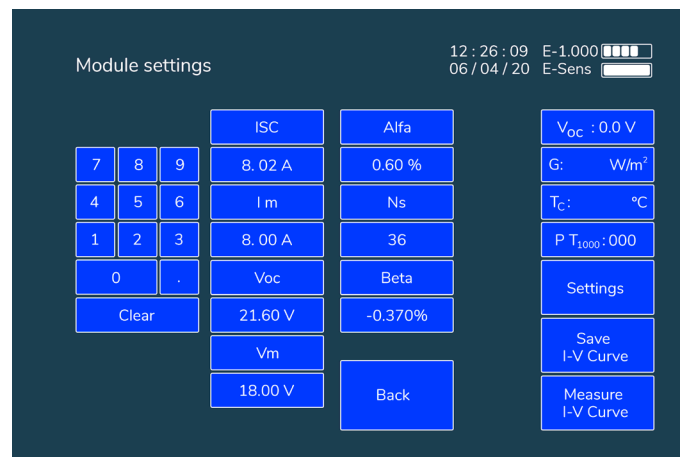 Module settings
12 : 26 : 09 E-1.000
06 / 04 / 20 E-Sens
7 8 9
4 5 6
1 2 3
0 .
Clear
ISC
8. 02 A
I m
8. 00 A
Voc
21.60 V
Vm
18.00 V
Alfa
0.60 %
Ns
36
Beta
-0.370%
Back
VOC : 0.0 V
G: W/m²
TC: ºC
P T1000: 000
Settings
Save
I-V Curve
Measure
I-V Curve